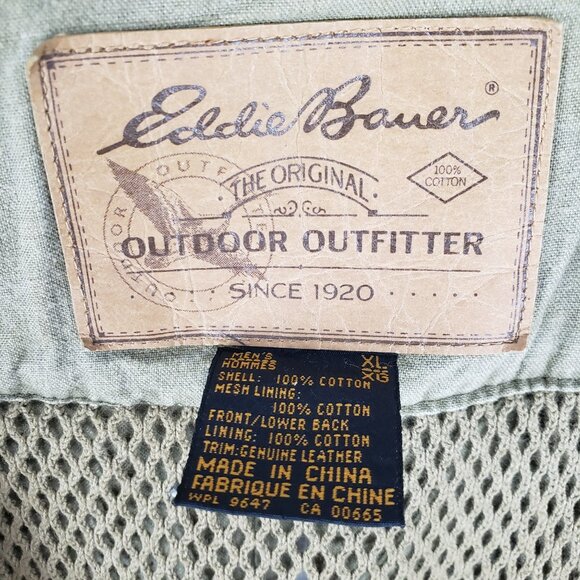 Eddie Bauer ®
100%
COTTON
· THE ORIGINAL ·
OUTDOOR OUTFITTER
SINCE 1920
MEN'S XL
HOMMES XG
SHELL: 100% COTTON
MESH LINING:
100% COTTON
FRONT/LOWER BACK
LINING: 100% COTTON
TRIM:GENUINE LEATHER
MADE IN CHINA
FABRIQUE EN CHINE
WPL 9647 CA 00665